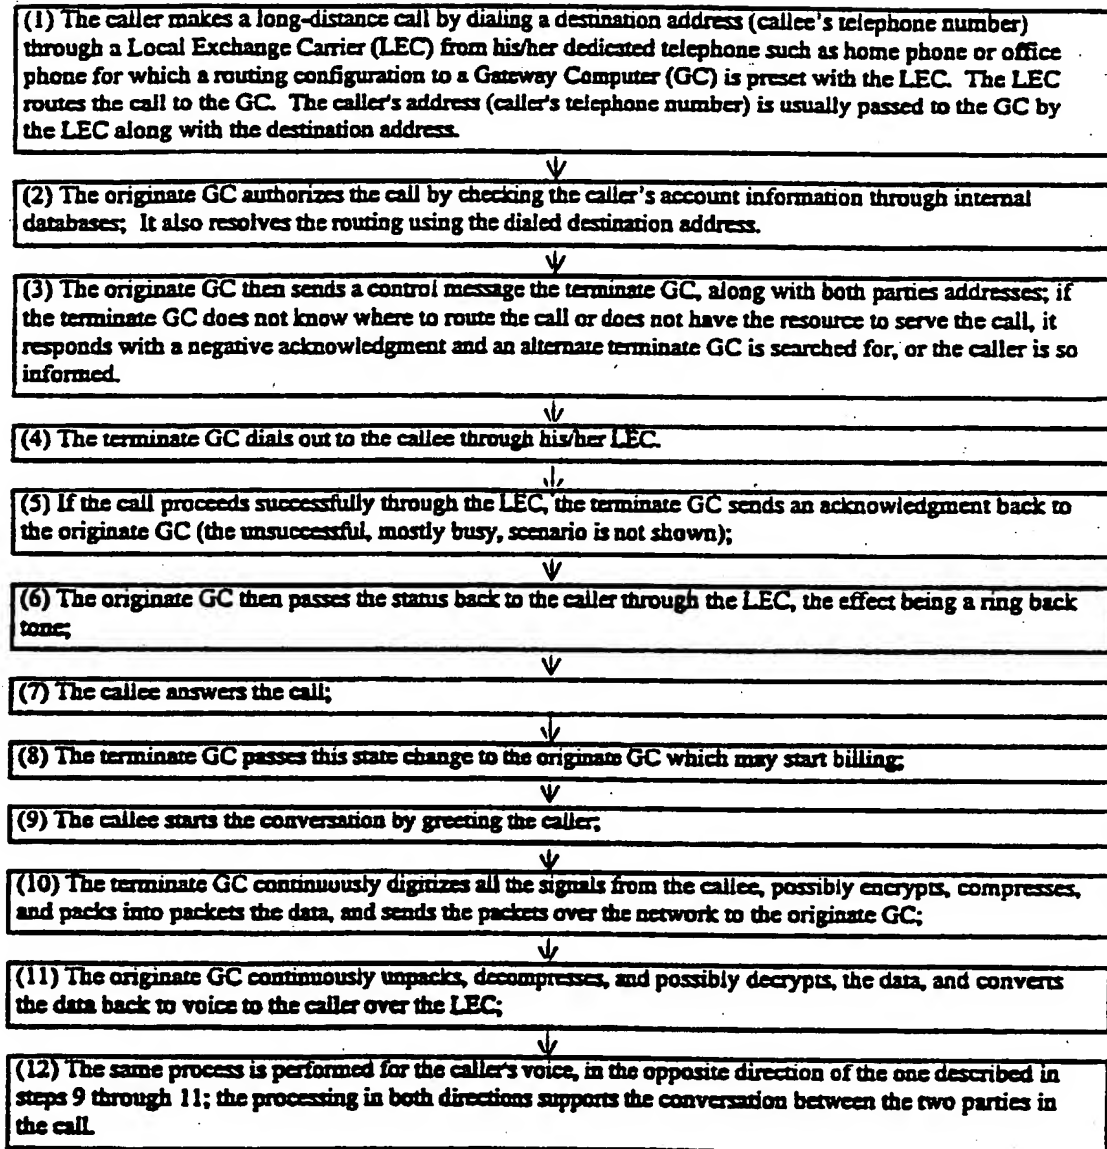 (1) The caller makes a long-distance call by dialing a destination address (callee's telephone number)
through a Local Exchange Carrier (LEC) from his/her dedicated telephone such as home phone or office
phone for which a routing configuration to a Gateway Computer (GC) is preset with the LEC. The LEC
routes the call to the GC. The caller's address (caller's telephone number) is usually passed to the GC by
the LEC along with the destination address.
(2) The originate GC authorizes the call by checking the caller's account information through internal
databases; It also resolves the routing using the dialed destination address.
(3) The originate GC then sends a control message the terminate GC, along with both parties addresses; if
the terminate GC does not know where to route the call or does not have the resource to serve the call, it
responds with a negative acknowledgment and an alternate terminate GC is searched for, or the caller is so
informed.
(4) The terminate GC dials out to the callee through his/her LEC.
(5) If the call proceeds successfully through the LEC, the terminate GC sends an acknowledgment back to
the originate GC (the unsuccessful, mostly busy, scenario is not shown);
(6) The originate GC then passes the status back to the caller through the LEC, the effect being a ring back
tone;
(7) The callee answers the call;
(8) The terminate GC passes this state change to the originate GC which may start billing;
(9) The callee starts the conversation by greeting the caller;
(10) The terminate GC continuously digitizes all the signals from the callee, possibly encrypts, compresses,
and packs into packets the data, and sends the packets over the network to the originate GC;
(11) The originate GC continuously unpacks, decompresses, and possibly decrypts, the data, and converts
the data back to voice to the caller over the LEC;
(12) The same process is performed for the caller's voice, in the opposite direction of the one described in
steps 9 through 11; the processing in both directions supports the conversation between the two parties in
the call.